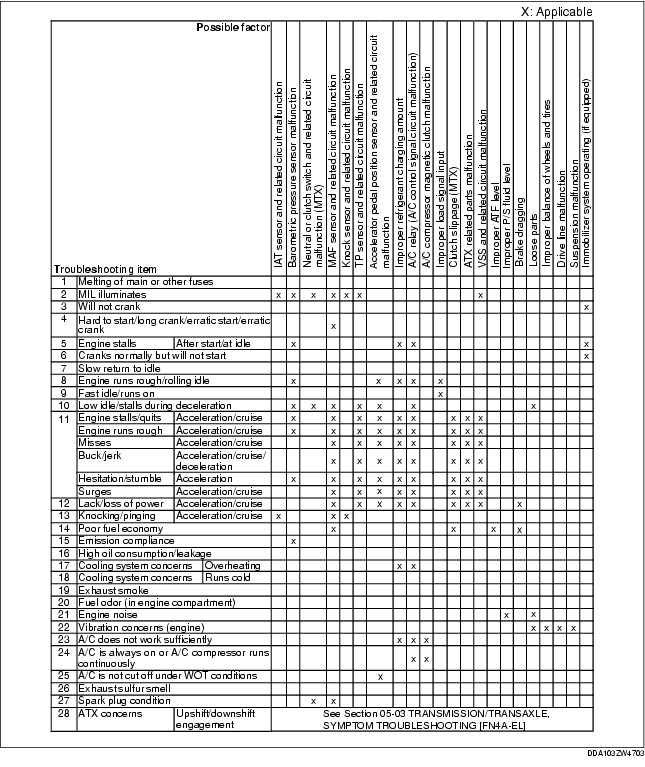 X: Applicable
Possible factor
IAT sensor and related circuit malfunction
Barometric pressure sensor malfunction
Neutral or clutch switch and related circuit
malfunction (MTX)
MAF sensor and related circuit malfunction
Knock sensor and related circuit malfunction
TP sensor and related circuit malfunction
Accelerator pedal position sensor and related circuit
malfunction
Improper refrigerant charging amount
A/C relay (A/C control signal circuit malfunction)
A/C compressor magnetic clutch malfunction
Improper load signal input
Clutch slippage (MTX)
ATX related parts malfunction
VSS and related circuit malfunction
Improper ATF level
Improper P/S fluid level
Brake dragging
Loose parts
Improper balance of wheels and tires
Drive line malfunction
Suspension malfunction
Immobilizer system operating (if equipped)
Troubleshooting item
1 Melting of main or other fuses
2 MIL illuminates x x x x x x x
3 Will not crank x
4 Hard to start/long crank/erratic start/erratic
crank x
5 Engine stalls After start/at idle x x x x
6 Cranks normally but will not start x
7 Slow return to idle
8 Engine runs rough/rolling idle x x x x x
9 Fast idle/runs on x
10 Low idle/stalls during deceleration x x x x x x x
11 Engine stalls/quits Acceleration/cruise x x x x x x x x x
Engine runs rough Acceleration/cruise x x x x x x x x x
Misses Acceleration/cruise x x x x x x x x
Buck/jerk Acceleration/cruise/
deceleration x x x x x x x x
Hesitation/stumble Acceleration x x x x x x x x x
Surges Acceleration/cruise x x x x x x x x
12 Lack/loss of power Acceleration/cruise x x x x x x x x x
13 Knocking/pinging Acceleration/cruise x x x
14 Poor fuel economy x x x x
15 Emission compliance x
16 High oil consumption/leakage
17 Cooling system concerns Overheating x x
18 Cooling system concerns Runs cold
19 Exhaust smoke
20 Fuel odor (in engine compartment)
21 Engine noise x x
22 Vibration concerns (engine) x x x x
23 A/C does not work sufficiently x x x
24 A/C is always on or A/C compressor runs
continuously x x
25 A/C is not cut off under WOT conditions x
26 Exhaust sulfur smell
27 Spark plug condition x x
28 ATX concerns Upshift/downshift
engagement
See Section 05-03 TRANSMISSION/TRANSAXLE,
SYMPTOM TROUBLESHOOTING [FN4A-EL]
DDA103ZW4703